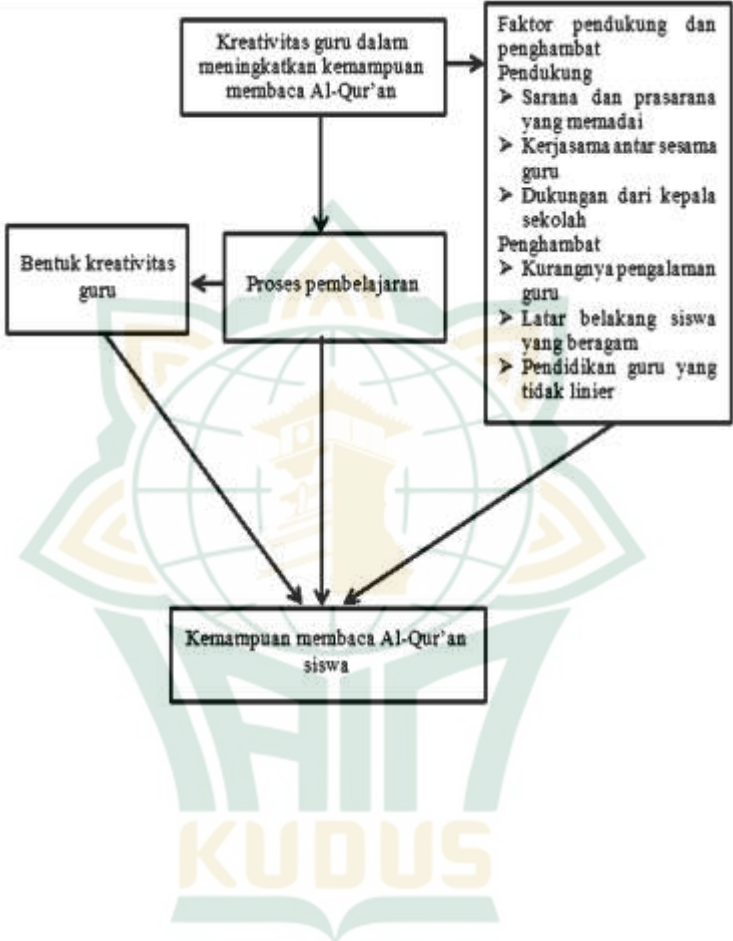 Kreativitas guru dalam
meningkatkan kemampuan
membaca Al-Qur’an
Faktor pendukung dan
penghambat
Pendukung
➢ Sarana dan prasarana
yang memadai
➢ Kerjasama antar sesama
guru
➢ Dukungan dari kepala
sekolah
Penghambat
➢ Kurangnya pengalaman
guru
➢ Latar belakang siswa
yang beragam
➢ Pendidikan guru yang
tidak linier
Bentuk kreativitas
guru
Proses pembelajaran
Kemampuan membaca Al-Qur’an
siswa
IAIN
KUDUS